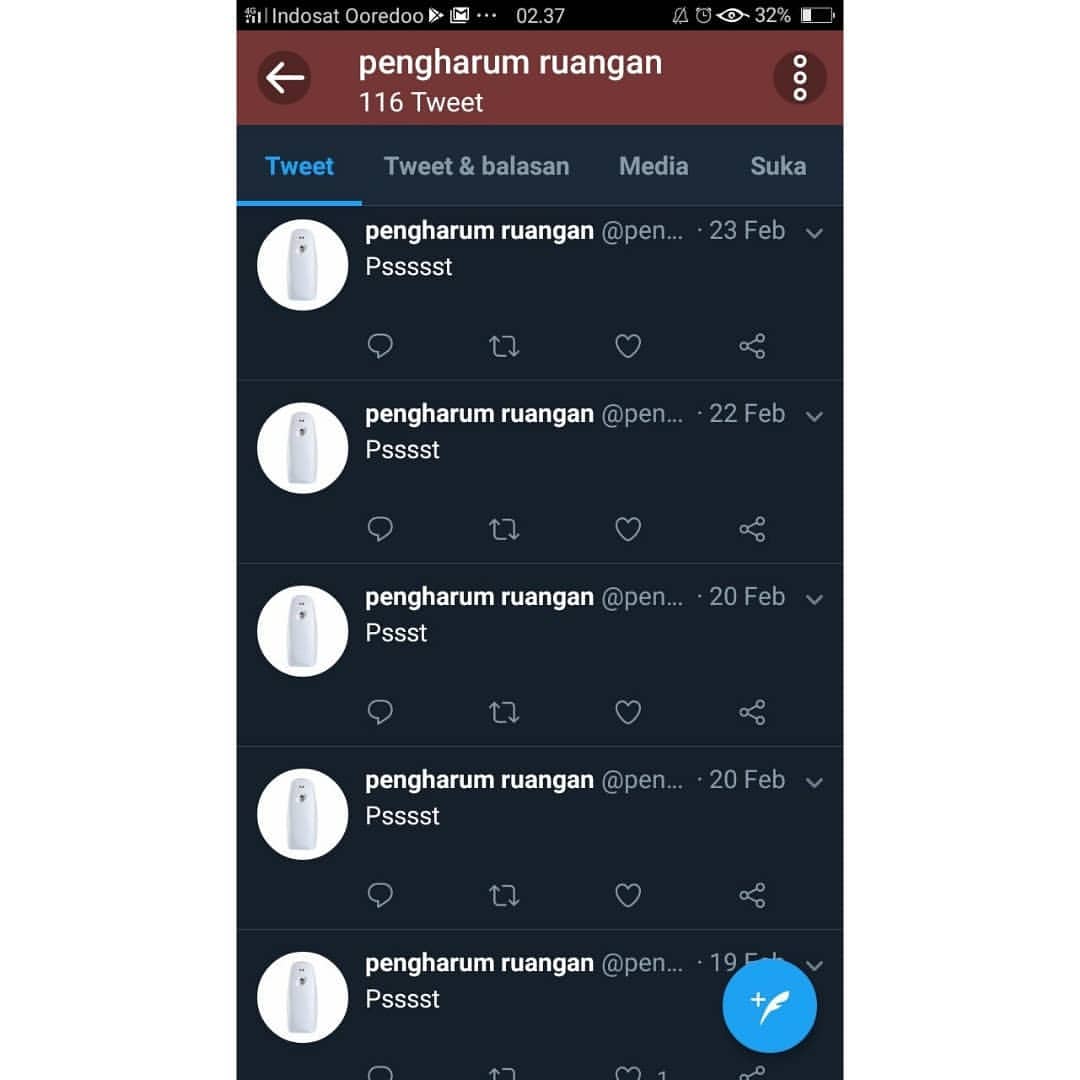 4G Indosat Ooredoo ... 02.37 32%
pengharum ruangan
116 Tweet
Tweet Tweet & balasan Media Suka
pengharum ruangan @pen... · 23 Feb
Pssssst
pengharum ruangan @pen... · 22 Feb
Psssst
pengharum ruangan @pen... · 20 Feb
Pssst
pengharum ruangan @pen... · 20 Feb
Psssst
pengharum ruangan @pen... · 19 Feb
Psssst
1